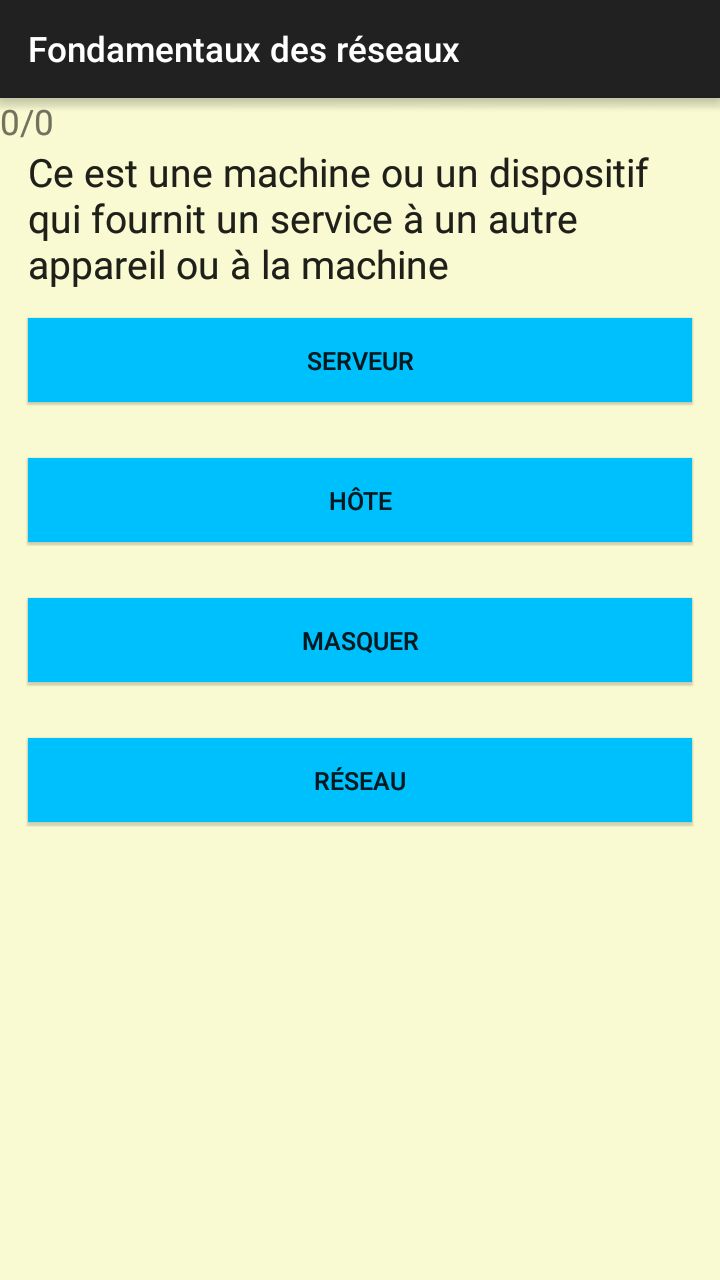 Fondamentaux des réseaux
0/0
Ce est une machine ou un dispositif
qui fournit un service à un autre
appareil ou à la machine
SERVEUR
HÔTE
MASQUER
RÉSEAU